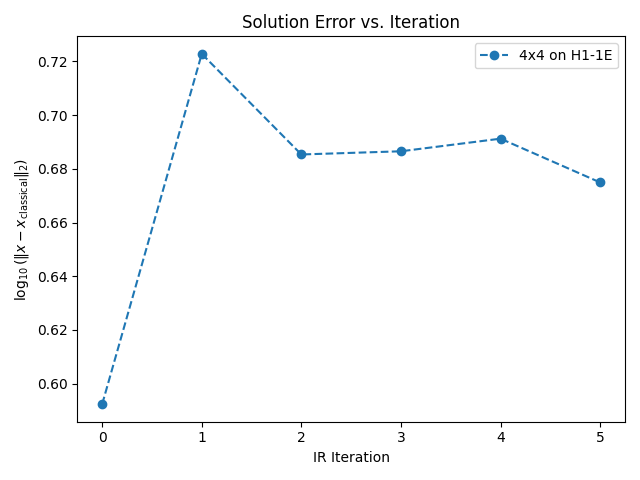 Solution Error vs. Iteration
4x4 on H1-1E
0.72
0.70
0.68
0.66
0.64
0.62
0.60
log₁₀(‖x − x_classical‖₂)
0 1 2 3 4 5
IR Iteration